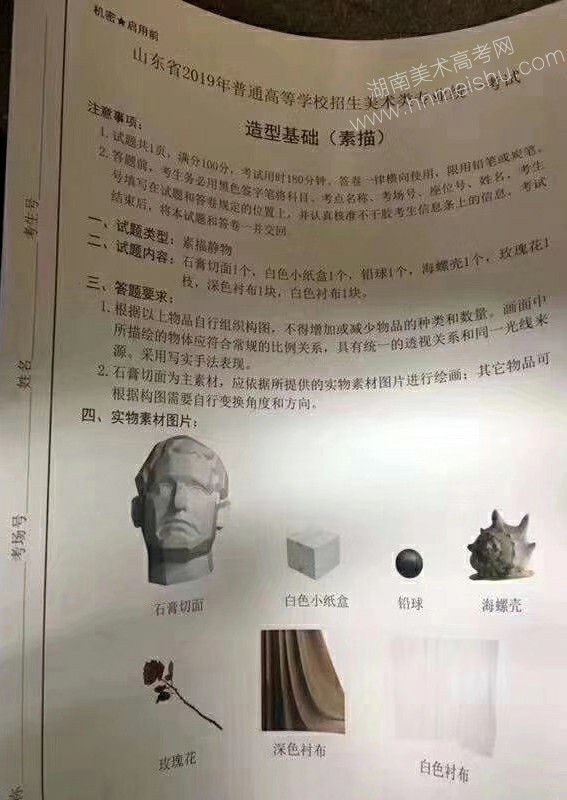 机密★启用前
湖南美术高考网
www.hnmeishu.com
山东省2019年普通高等学校招生美术类专业统一考试
造型基础（素描）
注意事项：
1. 试题共1页，满分100分，考试用时180分钟。答卷一律横向使用，限用铅笔或炭笔。
2. 答题前，考生务必用黑色签字笔将科目、考点名称、考场号、座位号、姓名、考生
号填写在试题和答卷规定的位置上，并认真核准不干胶考生信息条上的信息。考试
结束后，将本试题和答卷一并交回
一、试题类型：素描静物
二、试题内容：石膏切面1个，白色小纸盒1个，铅球1个，海螺壳1个，玫瑰花1
枝，深色衬布1块，白色衬布1块。
三、答题要求：
1. 根据以上物品自行组织构图，不得增加或减少物品的种类和数量。画面中
所描绘的物体应符合常规的比例关系，具有统一的透视关系和同一光线来
源。采用写实手法表现。
2. 石膏切面为主素材，应依据所提供的实物素材图片进行绘画；其它物品可
根据构图需要自行变换角度和方向。
四、实物素材图片：
石膏切面
白色小纸盒
铅球
海螺壳
玫瑰花
深色衬布
白色衬布
考生号
姓名
考场号